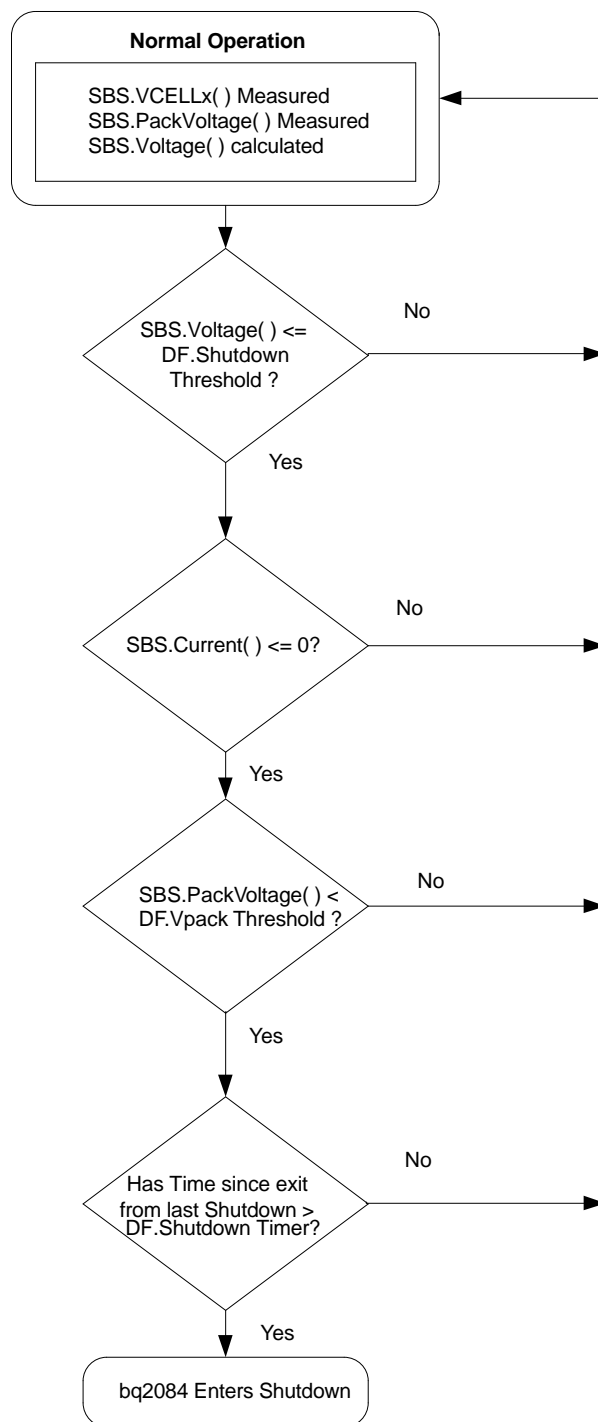 Normal Operation
SBS.VCELLx( ) Measured
SBS.PackVoltage( ) Measured
SBS.Voltage( ) calculated
SBS.Voltage( ) <=
DF.Shutdown
Threshold ?
No
Yes
SBS.Current( ) <= 0?
No
Yes
SBS.PackVoltage( ) <
DF.Vpack Threshold ?
No
Yes
Has Time since exit
from last Shutdown >
DF.Shutdown Timer?
No
Yes
bq2084 Enters Shutdown